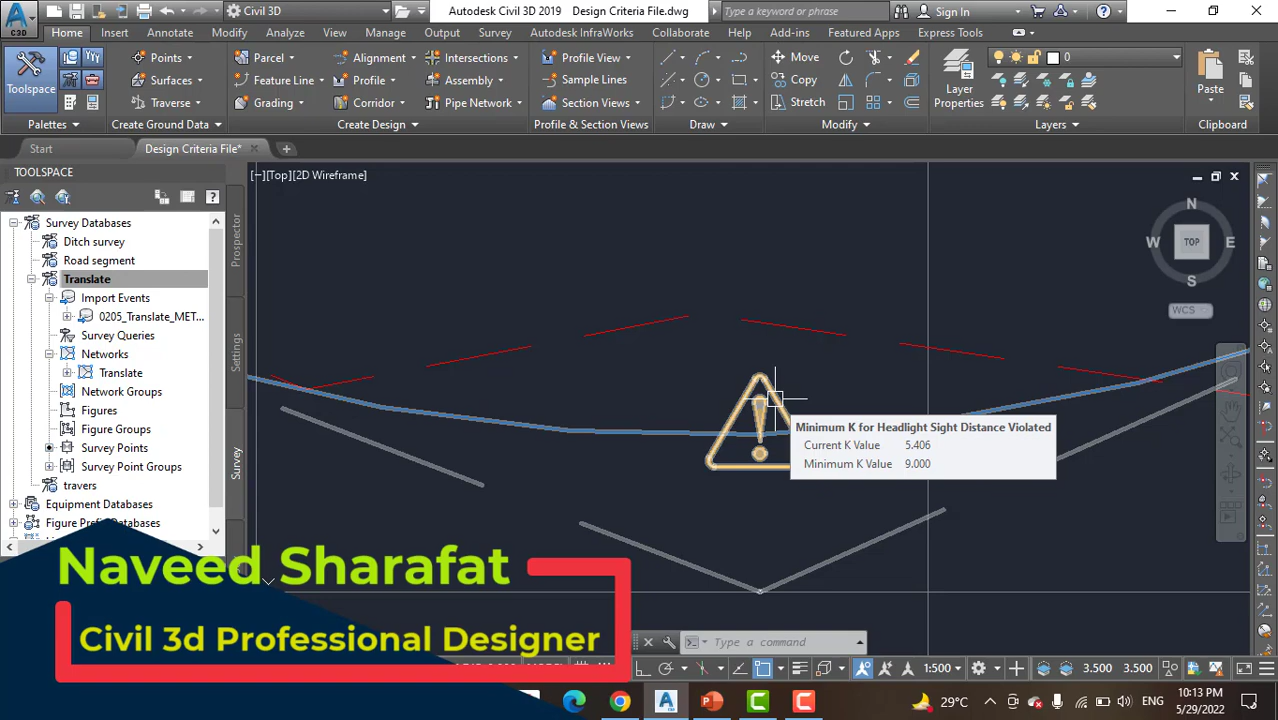 Civil 3D
Autodesk Civil 3D 2019 Design Criteria File.dwg
Type a keyword or phrase
Sign In
C3D
Home Insert Annotate Modify Analyze View Manage Output Survey Autodesk InfraWorks Collaborate Help Add-ins Featured Apps Express Tools
Toolspace
Points
Surfaces
Traverse
Parcel
Feature Line
Grading
Alignment
Profile
Corridor
Intersections
Assembly
Pipe Network
Profile View
Sample Lines
Section Views
Move
Copy
Stretch
Layer
Properties
0
Paste
Palettes Create Ground Data Create Design Profile & Section Views Draw Modify Layers Clipboard
Start Design Criteria File*
TOOLSPACE
[−][Top][2D Wireframe]
Survey Databases
Ditch survey
Road segment
Translate
Import Events
0205_Translate_MET...
Survey Queries
Networks
Translate
Network Groups
Figures
Figure Groups
Survey Points
Survey Point Groups
travers
Equipment Databases
Prospector
Settings
Survey
N
W TOP E
S
WCS
Minimum K for Headlight Sight Distance Violated
Current K Value 5.406
Minimum K Value 9.000
Naveed Sharafat
Civil 3d Professional Designer
Type a command
1:500 3.500 3.500
29°C
ENG
10:13 PM
5/29/2022